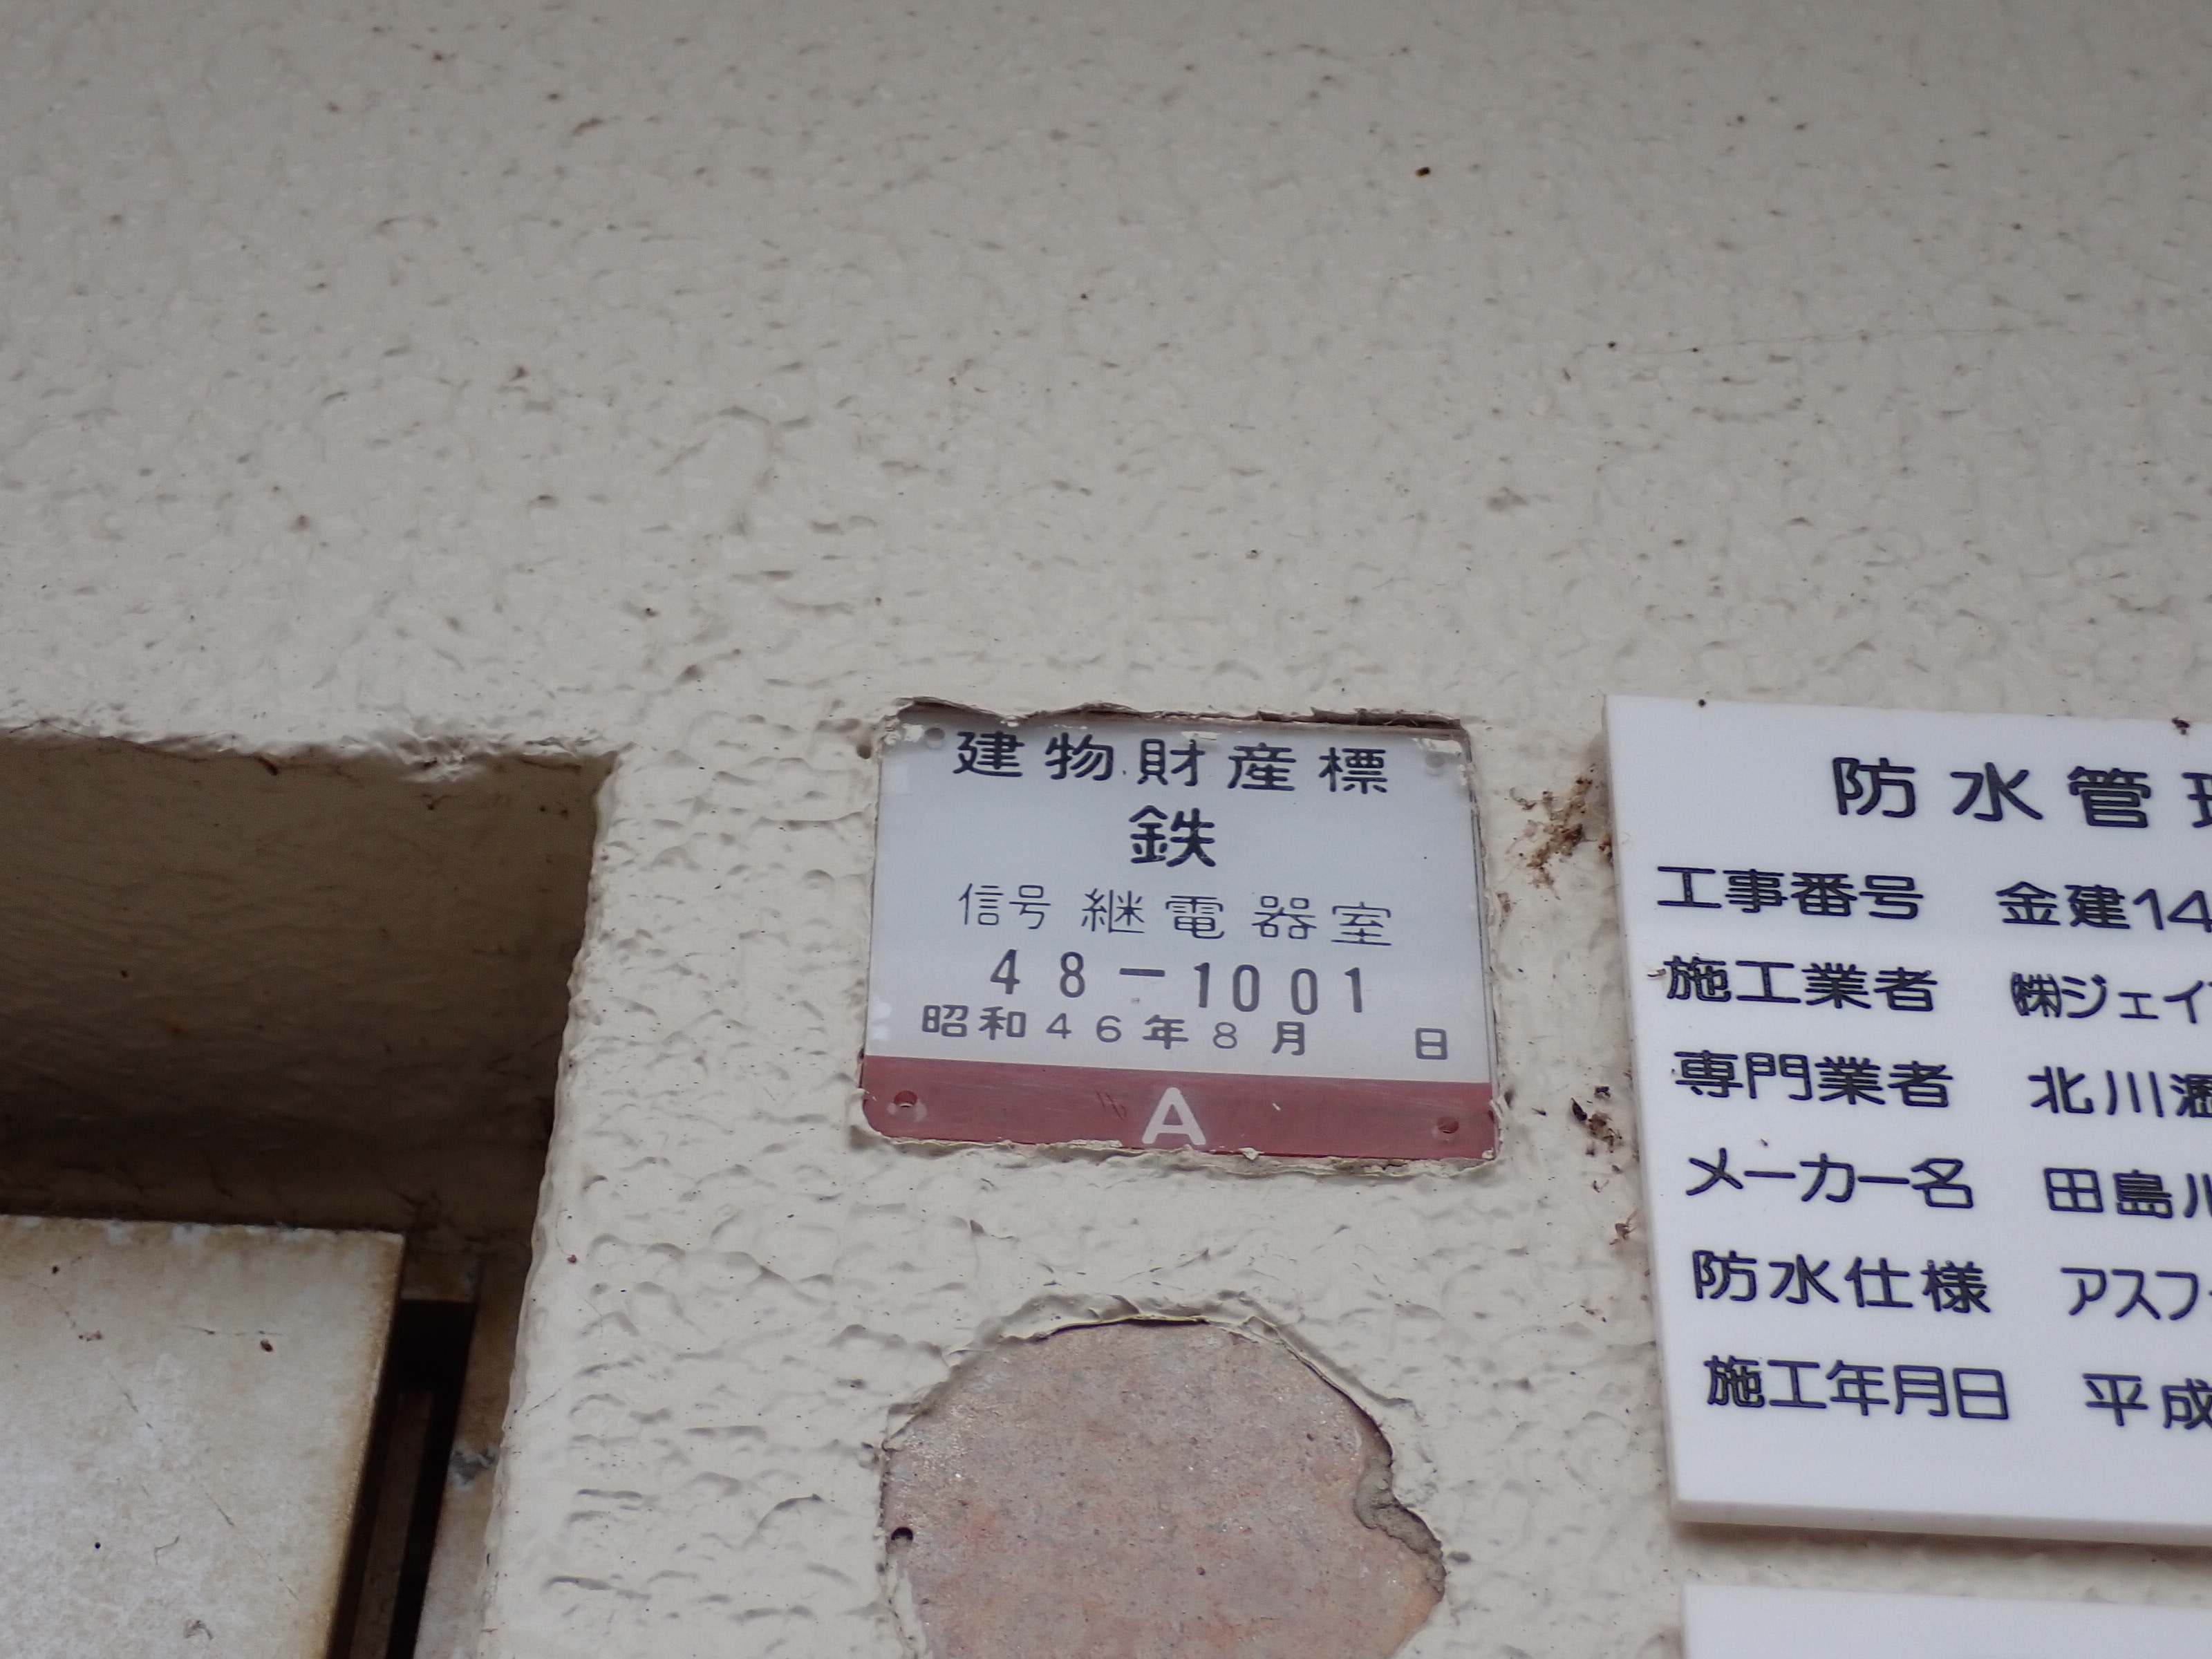 建物財産標
鉄
信号継電器室
48-1001
昭和46年8月 日
A
防水管
工事番号 金建14
施工業者 ㈱ジェイ
専門業者 北川
メーカー名 田島
防水仕様 アスフ
施工年月日 平成